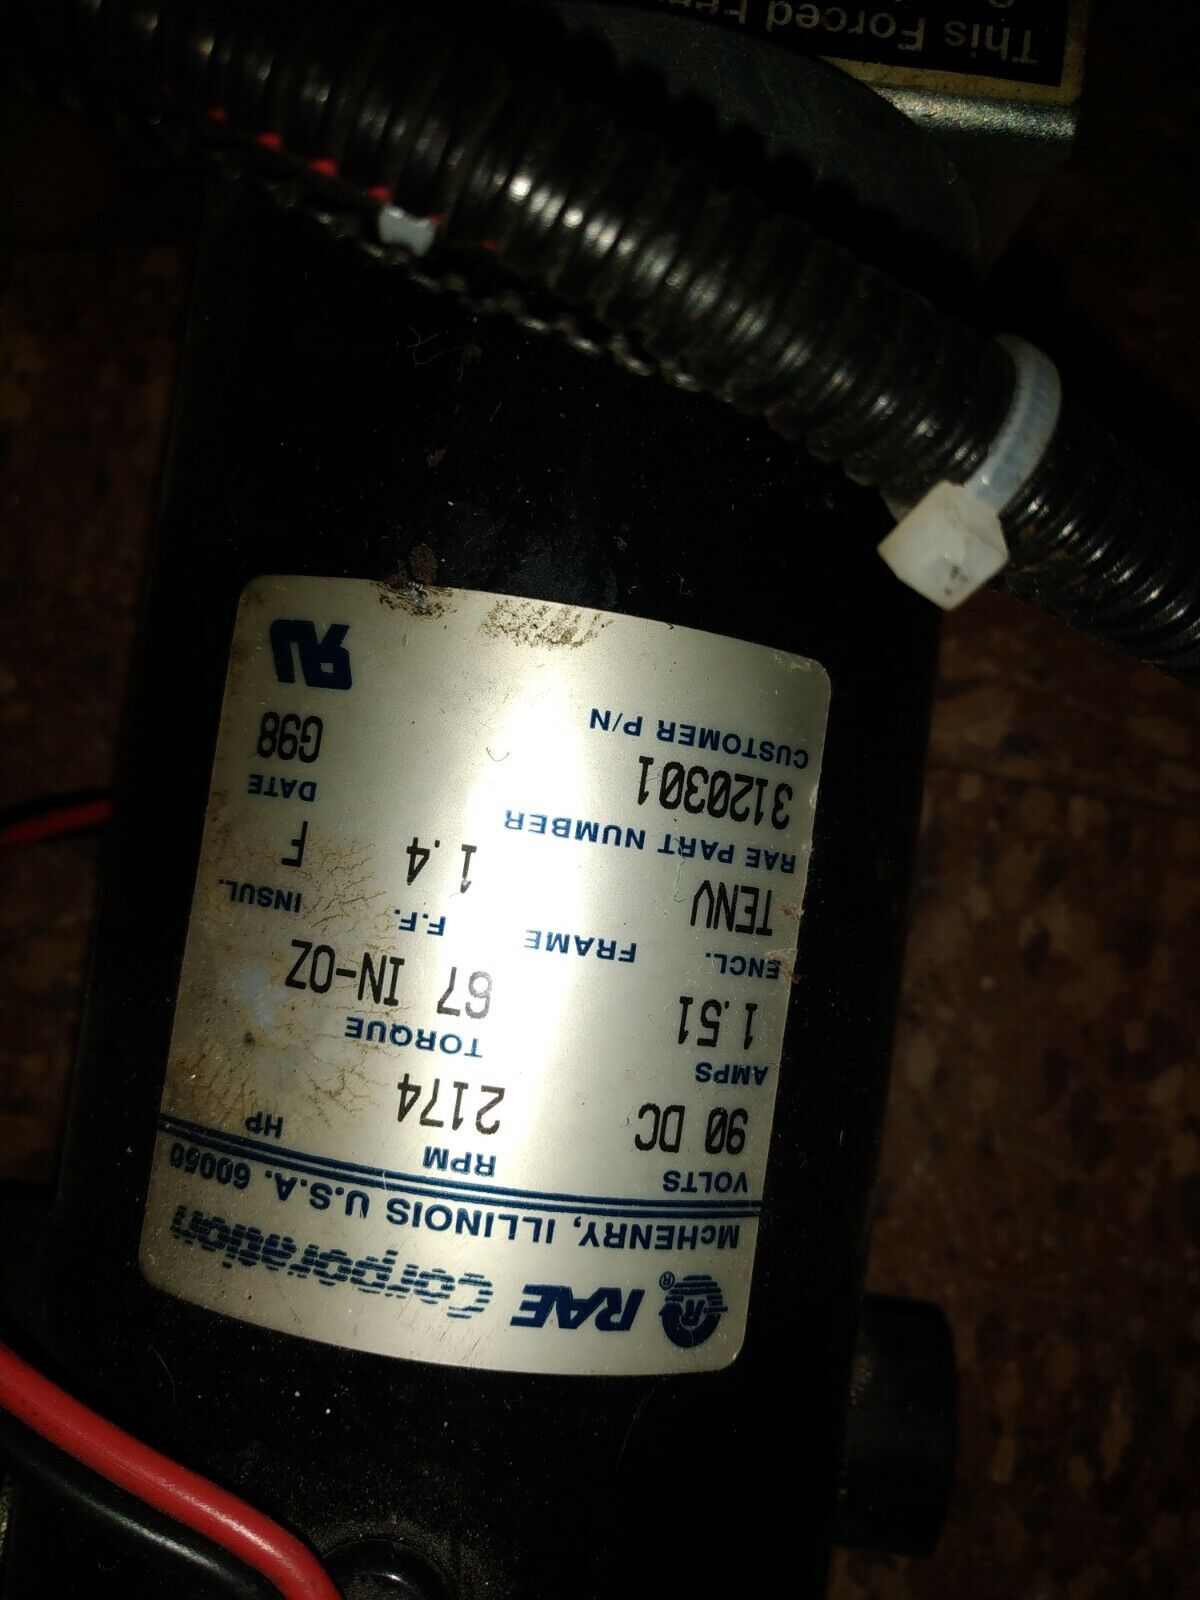 This Forced
RAE Corporation
McHENRY, ILLINOIS U.S.A. 60050
VOLTS RPM HP
90 DC 2174
AMPS TORQUE
1.51 67 IN-OZ
ENCL. FRAME F.F. INSUL.
TENV 1.4 F
RAE PART NUMBER DATE
3120301 G98
CUSTOMER P/N